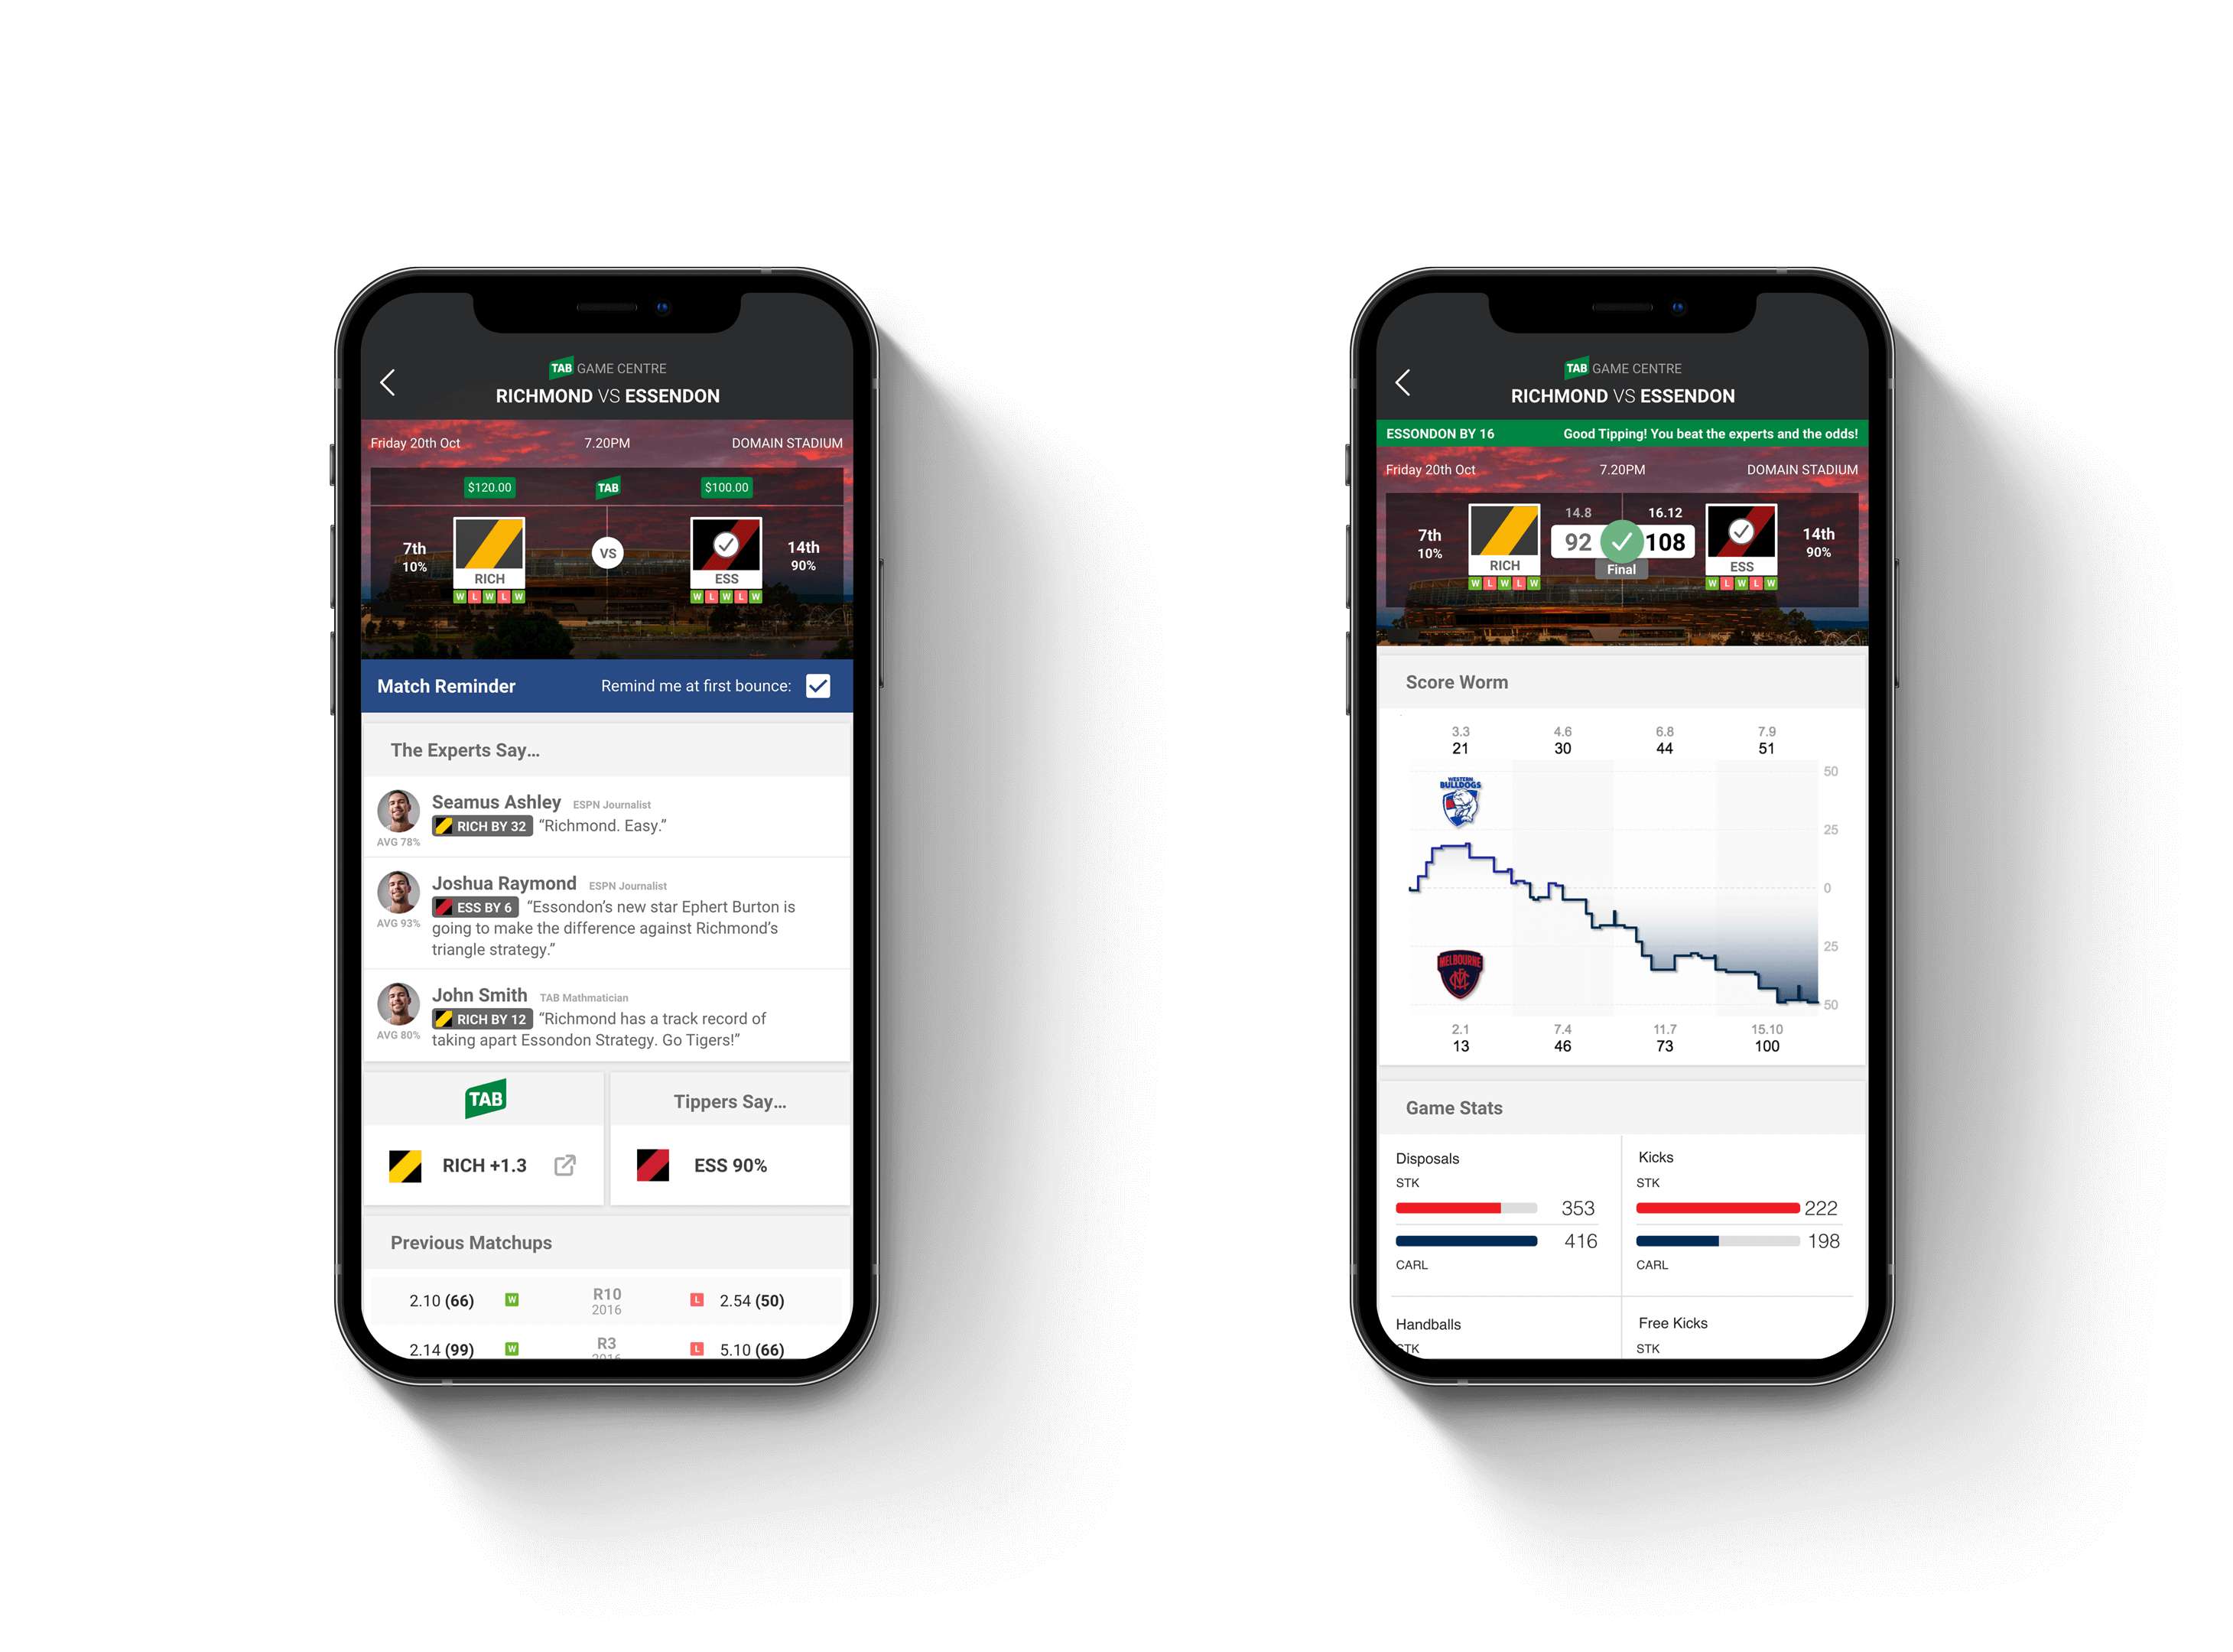 TAB GAME CENTRE
RICHMOND VS ESSENDON
Friday 20th Oct 7.20PM DOMAIN STADIUM
$120.00 TAB $100.00
7th
10%
RICH
W L W L W
VS
ESS
W L W L W
14th
90%
Match Reminder Remind me at first bounce:
The Experts Say...
Seamus Ashley ESPN Journalist
RICH BY 32 “Richmond. Easy.”
AVG 78%
Joshua Raymond ESPN Journalist
ESS BY 6 “Essondon’s new star Ephert Burton is
going to make the difference against Richmond’s
triangle strategy.”
AVG 93%
John Smith TAB Mathmatician
RICH BY 12 “Richmond has a track record of
taking apart Essondon Strategy. Go Tigers!”
AVG 80%
TAB
RICH +1.3
Tippers Say...
ESS 90%
Previous Matchups
2.10 (66) W R10 L 2.54 (50)
2016
2.14 (99) W R3 L 5.10 (66)
2016
TAB GAME CENTRE
RICHMOND VS ESSENDON
ESSONDON BY 16 Good Tipping! You beat the experts and the odds!
Friday 20th Oct 7.20PM DOMAIN STADIUM
7th
10%
RICH
W L W L W
14.8 16.12
92 108
Final
ESS
W L W L W
14th
90%
Score Worm
3.3 4.6 6.8 7.9
21 30 44 51
50
WESTERN
BULLDOGS
25
0
25
MELBOURNE
MCC
50
2.1 7.4 11.7 15.10
13 46 73 100
Game Stats
Disposals
STK
353
416
CARL
Kicks
STK
222
198
CARL
Handballs
STK
Free Kicks
STK